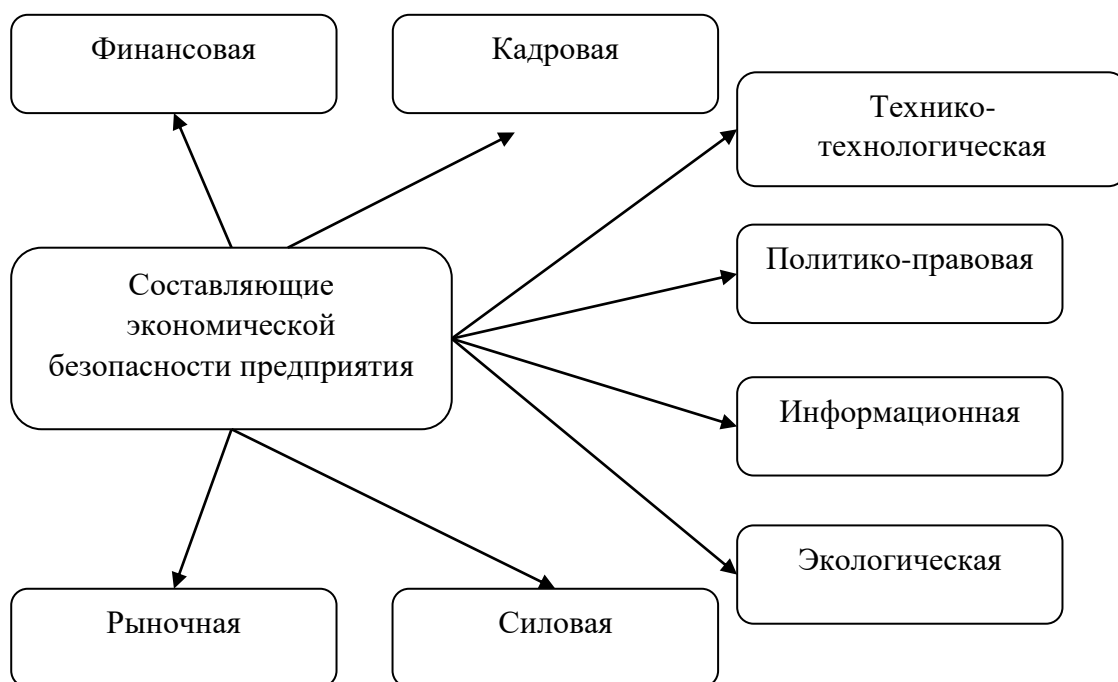 Финансовая
Кадровая
Технико-
технологическая
Составляющие
экономической
безопасности предприятия
Политико-правовая
Информационная
Экологическая
Рыночная
Силовая